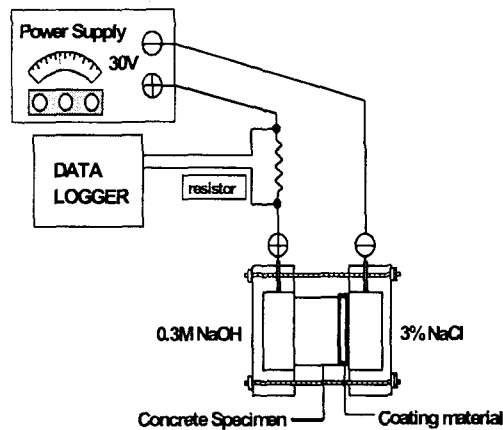 Power Supply
30V
DATA
LOGGER
resistor
0.3M NaOH
3% NaCl
Concrete Specimen
Coating material